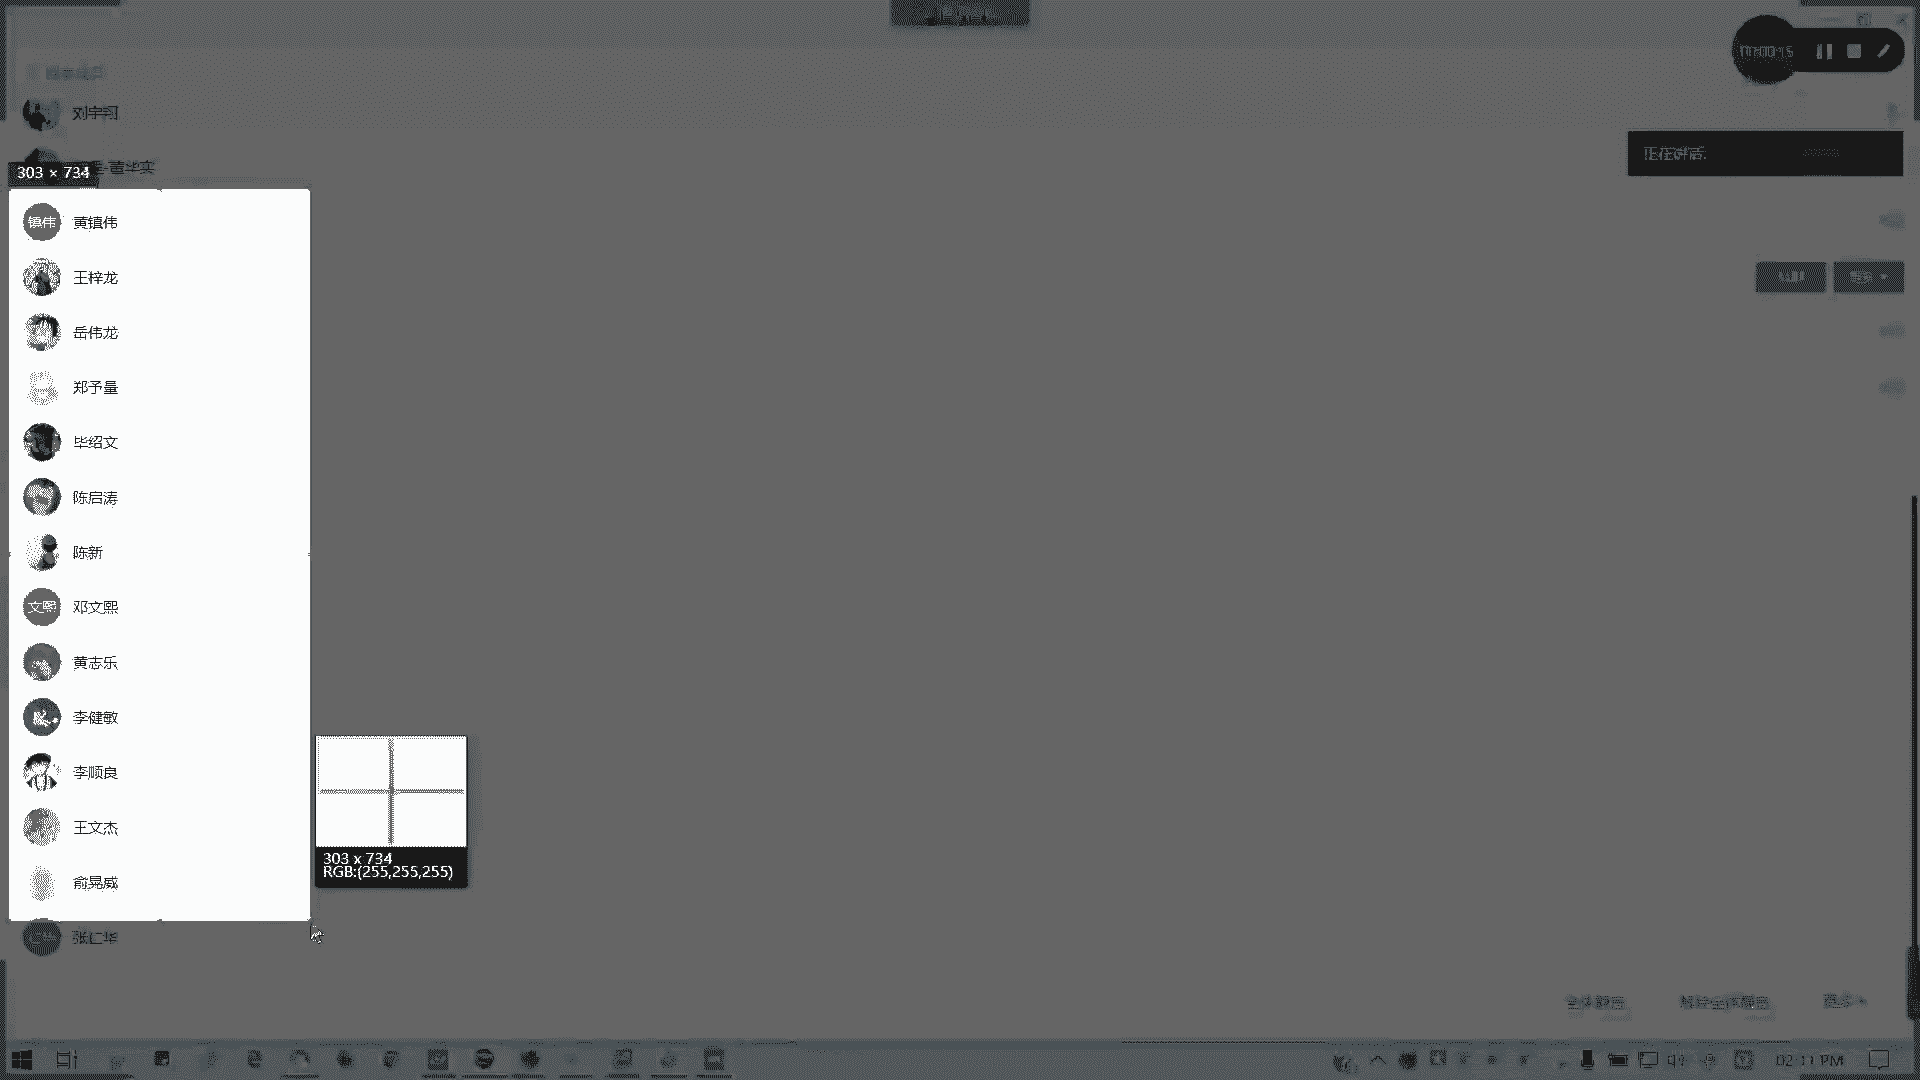 刘宇翔
董华实
303 × 734
镇伟 黄镇伟
王梓龙
岳伟龙
郑予量
毕绍文
陈启涛
陈新
文熙 邓文熙
黄志乐
李健敏
李顺良
王文杰
俞晃威
张仁华
303 x 734
RGB:(255,255,255)
00:00:15
正在讲话:
02:11 PM